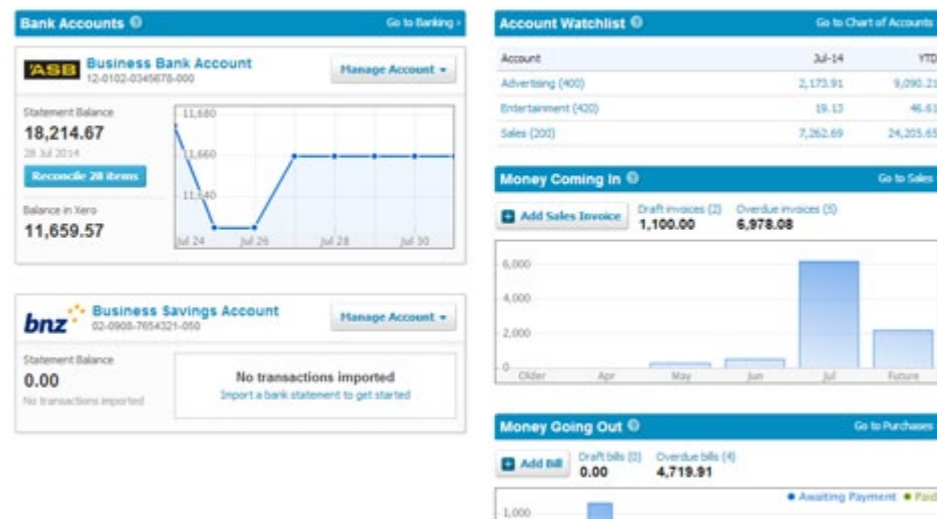 Bank Accounts
Go to Banking ›
ASB
Business Bank Account
12-0102-0345678-000
Manage Account
Statement Balance
18,214.67
28 Jul 2014
Reconcile 28 items
Balance in Xero
11,659.57
11,680
11,660
11,640
Jul 24 Jul 26 Jul 28 Jul 30
bnz
Business Savings Account
02-0908-7654321-050
Manage Account
Statement Balance
0.00
No transactions imported
No transactions imported
Import a bank statement to get started
Account Watchlist
Go to Chart of Accounts
Account Jul-14 YTD
Advertising (400) 2,173.91 9,090.21
Entertainment (420) 19.13 46.61
Sales (200) 7,262.69 24,205.65
Money Coming In
Go to Sales
Add Sales Invoice
Draft invoices (2)
1,100.00
Overdue invoices (5)
6,978.08
6,000
4,000
2,000
0
Older Apr May Jun Jul Future
Money Going Out
Go to Purchases
Add Bill
Draft bills (0)
0.00
Overdue bills (4)
4,719.91
Awaiting Payment Paid
1,000